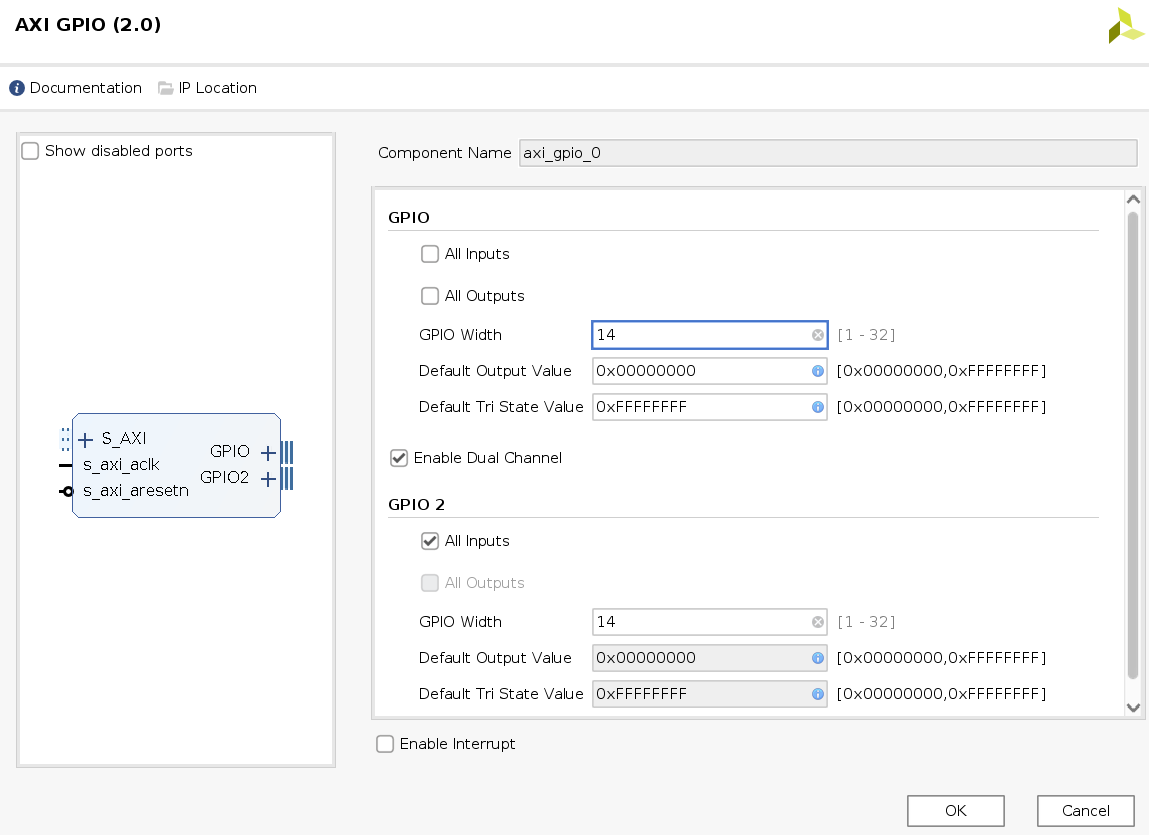 AXI GPIO (2.0)
Documentation IP Location
Show disabled ports
S_AXI
s_axi_aclk
s_axi_aresetn
GPIO
GPIO2
Component Name axi_gpio_0
GPIO
All Inputs
All Outputs
GPIO Width 14 [1 - 32]
Default Output Value 0x00000000 [0x00000000,0xFFFFFFFF]
Default Tri State Value 0xFFFFFFFF [0x00000000,0xFFFFFFFF]
Enable Dual Channel
GPIO 2
All Inputs
All Outputs
GPIO Width 14 [1 - 32]
Default Output Value 0x00000000 [0x00000000,0xFFFFFFFF]
Default Tri State Value 0xFFFFFFFF [0x00000000,0xFFFFFFFF]
Enable Interrupt
OK Cancel